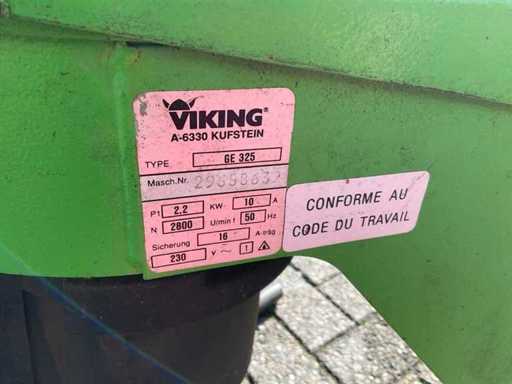 VIKING®
A-6330 KUFSTEIN
TYPE GE 325
Masch.Nr.
P1 2.2 KW 10 A
N 2800 U/min f 50 Hz
Sicherung 16 A-träg
230 V ~ 1
CONFORME AU
CODE DU TRAVAIL